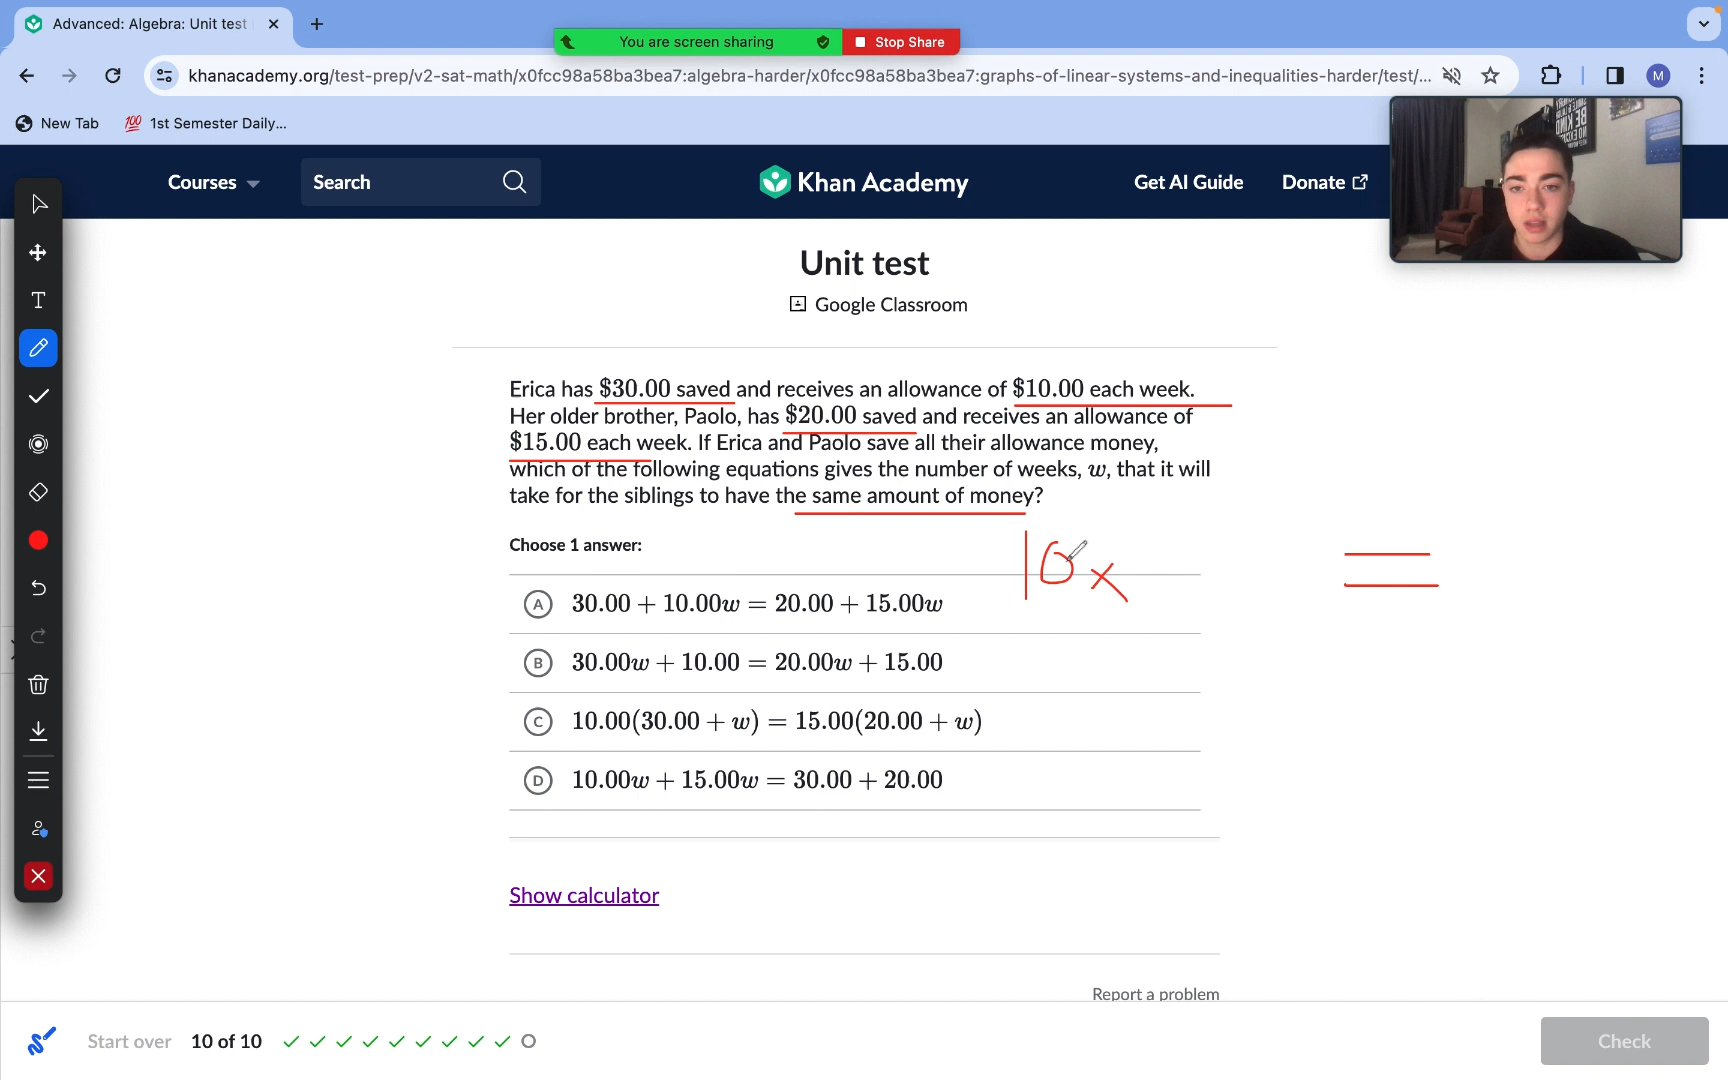 Advanced: Algebra: Unit test
You are screen sharing
Stop Share
khanacademy.org/test-prep/v2-sat-math/x0fcc98a58ba3bea7:algebra-harder/x0fcc98a58ba3bea7:graphs-of-linear-systems-and-inequalities-harder/test/...
M
New Tab
💯 1st Semester Daily...
Courses
Search
Khan Academy
Get AI Guide
Donate
Unit test
Google Classroom
Erica has $30.00 saved and receives an allowance of $10.00 each week.
Her older brother, Paolo, has $20.00 saved and receives an allowance of
$15.00 each week. If Erica and Paolo save all their allowance money,
which of the following equations gives the number of weeks, w, that it will
take for the siblings to have the same amount of money?
Choose 1 answer:
10x
=
A 30.00 + 10.00w = 20.00 + 15.00w
B 30.00w + 10.00 = 20.00w + 15.00
C 10.00(30.00 + w) = 15.00(20.00 + w)
D 10.00w + 15.00w = 30.00 + 20.00
Show calculator
Report a problem
Start over
10 of 10
Check
T